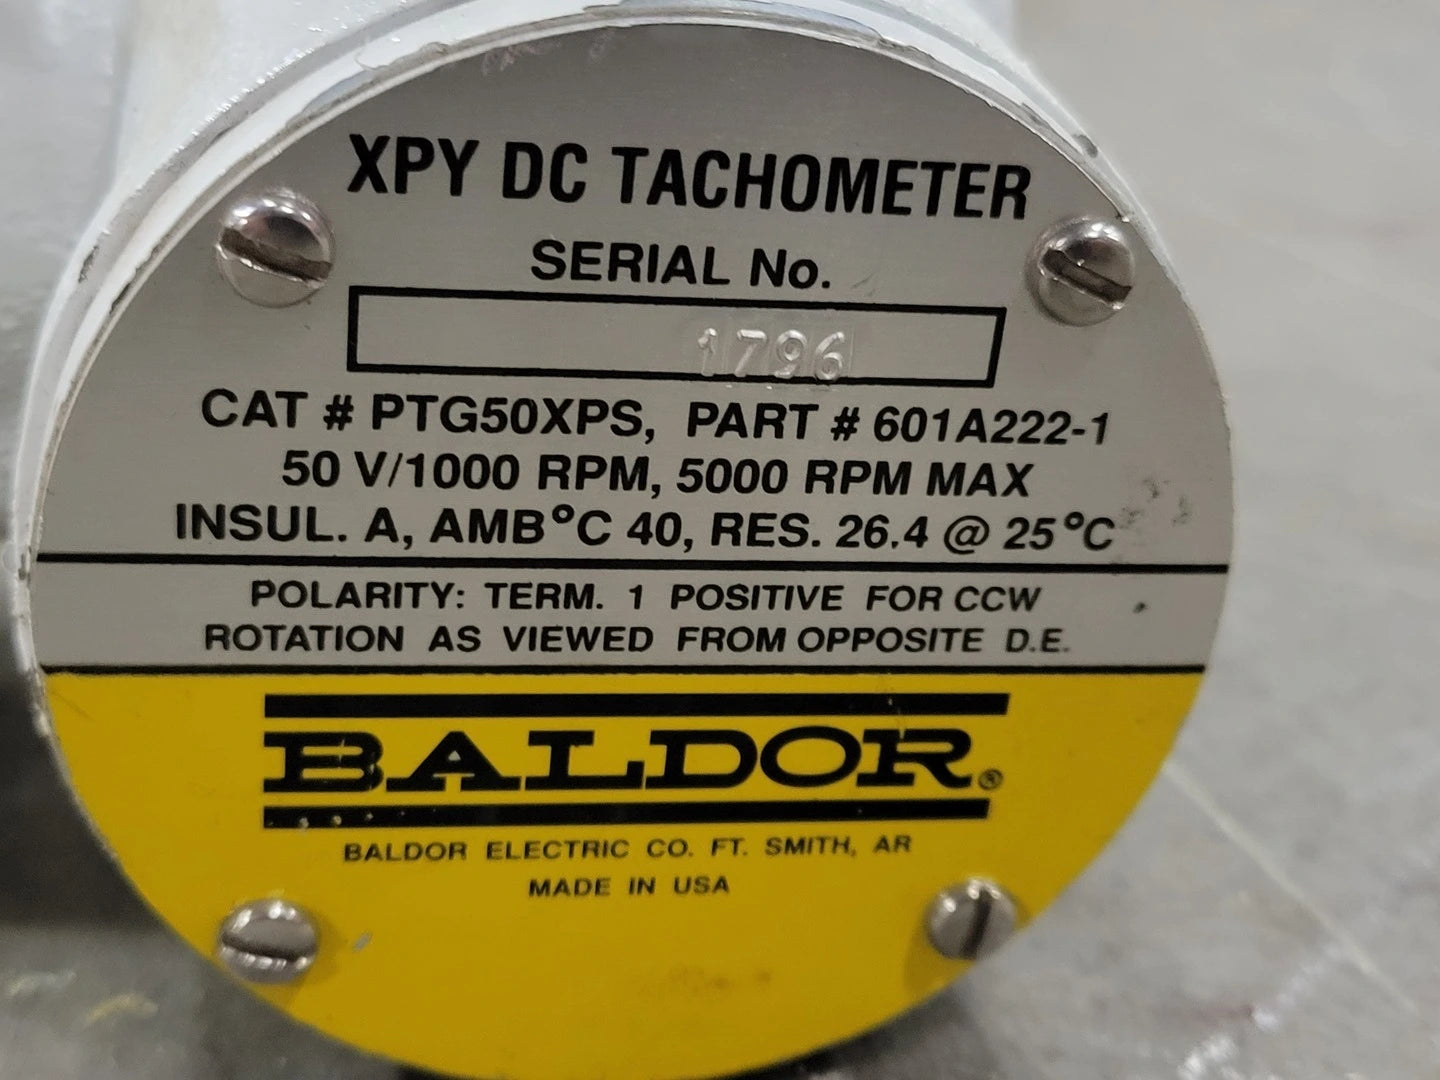 XPY DC TACHOMETER
SERIAL No.
1796
CAT # PTG50XPS, PART # 601A222-1
50 V/1000 RPM, 5000 RPM MAX
INSUL. A, AMB°C 40, RES. 26.4 @ 25°C
POLARITY: TERM. 1 POSITIVE FOR CCW
ROTATION AS VIEWED FROM OPPOSITE D.E.
BALDOR®
BALDOR ELECTRIC CO. FT. SMITH, AR
MADE IN USA